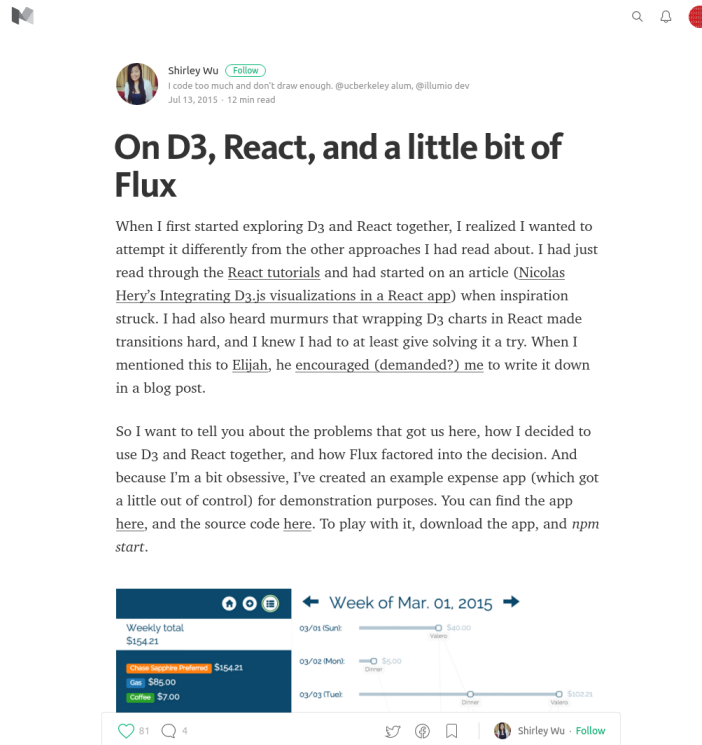 Shirley Wu Follow
I code too much and don't draw enough. @ucberkeley alum, @illumio dev
Jul 13, 2015 · 12 min read
On D3, React, and a little bit of
Flux
When I first started exploring D3 and React together, I realized I wanted to
attempt it differently from the other approaches I had read about. I had just
read through the React tutorials and had started on an article (Nicolas
Hery's Integrating D3.js visualizations in a React app) when inspiration
struck. I had also heard murmurs that wrapping D3 charts in React made
transitions hard, and I knew I had to at least give solving it a try. When I
mentioned this to Elijah, he encouraged (demanded?) me to write it down
in a blog post.
So I want to tell you about the problems that got us here, how I decided to
use D3 and React together, and how Flux factored into the decision. And
because I'm a bit obsessive, I've created an example expense app (which got
a little out of control) for demonstration purposes. You can find the app
here, and the source code here. To play with it, download the app, and npm
start.
Week of Mar. 01, 2015
Weekly total
$154.21
Chase Sapphire Preferred $154.21
Gas $85.00
Coffee $7.00
03/01 (Sun): $40.00
Valero
03/02 (Mon): $5.00
Dinner
03/03 (Tue): $102.21
Dinner Valero
81 4 Shirley Wu · Follow